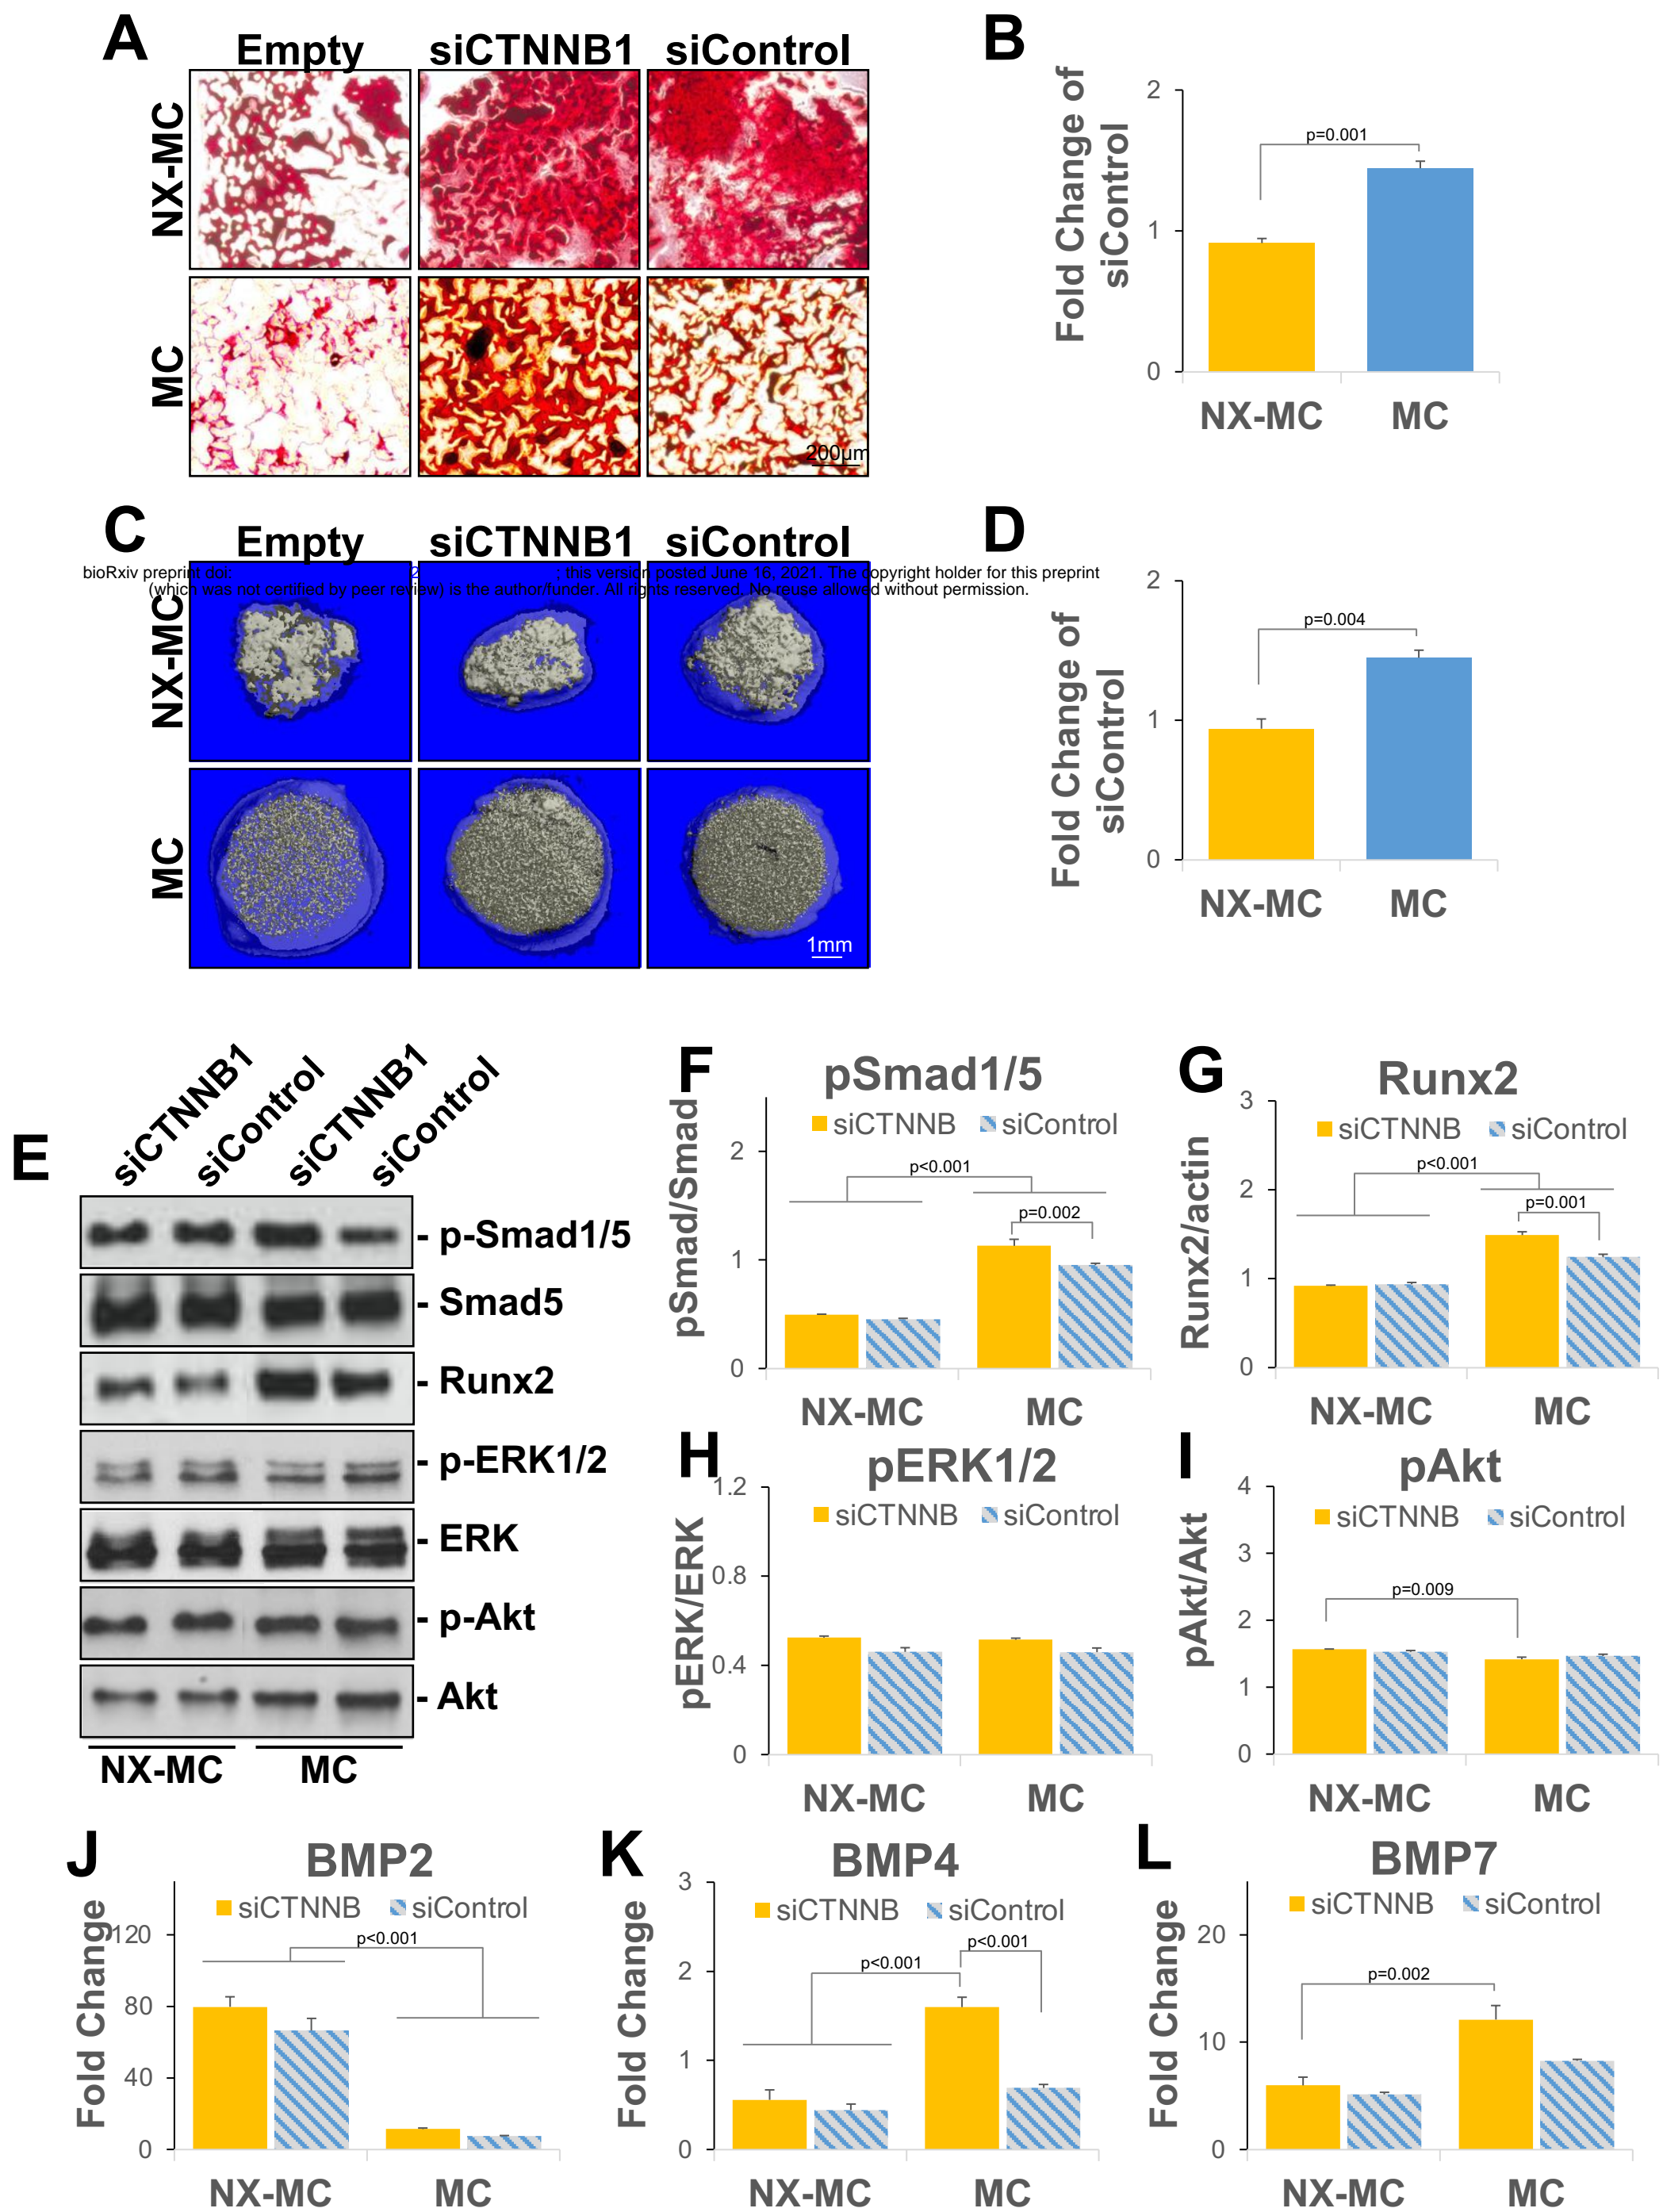 A
Empty
siCTNNB1
siControl
NX-MC
MC
200µm
B
Fold Change of
siControl
2
1
0
p=0.001
NX-MC
MC
C
Empty
siCTNNB1
siControl
bioRxiv preprint doi: 2 ; this version posted June 16, 2021. The copyright holder for this preprint
(which was not certified by peer review) is the author/funder. All rights reserved. No reuse allowed without permission.
NX-MC
MC
1mm
D
Fold Change of
siControl
2
1
0
p=0.004
NX-MC
MC
E
siCTNNB1
siControl
siCTNNB1
siControl
- p-Smad1/5
- Smad5
- Runx2
- p-ERK1/2
- ERK
- p-Akt
- Akt
NX-MC
MC
F
pSmad1/5
siCTNNB
siControl
pSmad/Smad
2
1
0
p<0.001
p=0.002
NX-MC
MC
G
Runx2
siCTNNB
siControl
Runx2/actin
3
2
1
0
p<0.001
p=0.001
NX-MC
MC
H
pERK1/2
siCTNNB
siControl
pERK/ERK
1.2
0.8
0.4
0
NX-MC
MC
I
pAkt
siCTNNB
siControl
pAkt/Akt
4
3
2
1
0
p=0.009
NX-MC
MC
J
BMP2
siCTNNB
siControl
Fold Change
120
80
40
0
p<0.001
NX-MC
MC
K
BMP4
siCTNNB
siControl
Fold Change
3
2
1
0
p<0.001
p<0.001
NX-MC
MC
L
BMP7
siCTNNB
siControl
Fold Change
20
10
0
p=0.002
NX-MC
MC